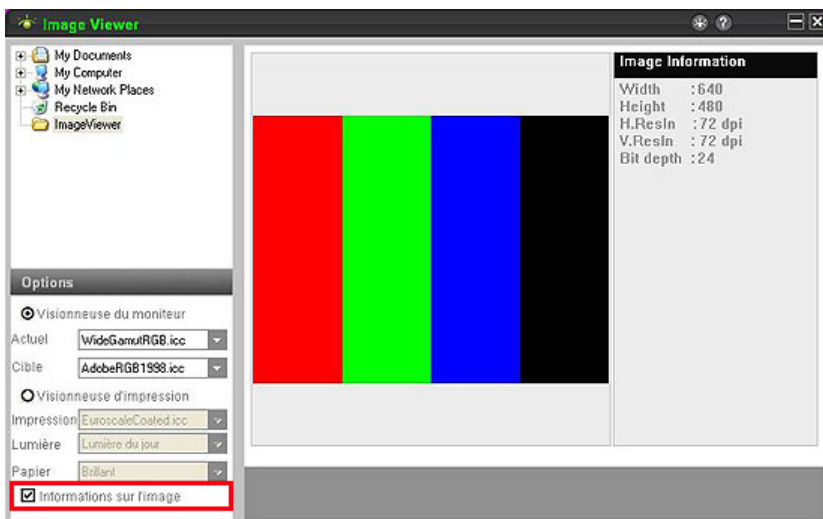 Image Viewer
?
My Documents
My Computer
My Network Places
Recycle Bin
ImageViewer
Options
Visionneuse du moniteur
Actuel WideGamutRGB.icc
Cible AdobeRGB1998.icc
Visionneuse d'impression
Impression EuroscaleCoated.icc
Lumière Lumière du jour
Papier Brillant
Informations sur l'image
Image Information
Width :640
Height :480
H.Resln :72 dpi
V.Resln :72 dpi
Bit depth :24